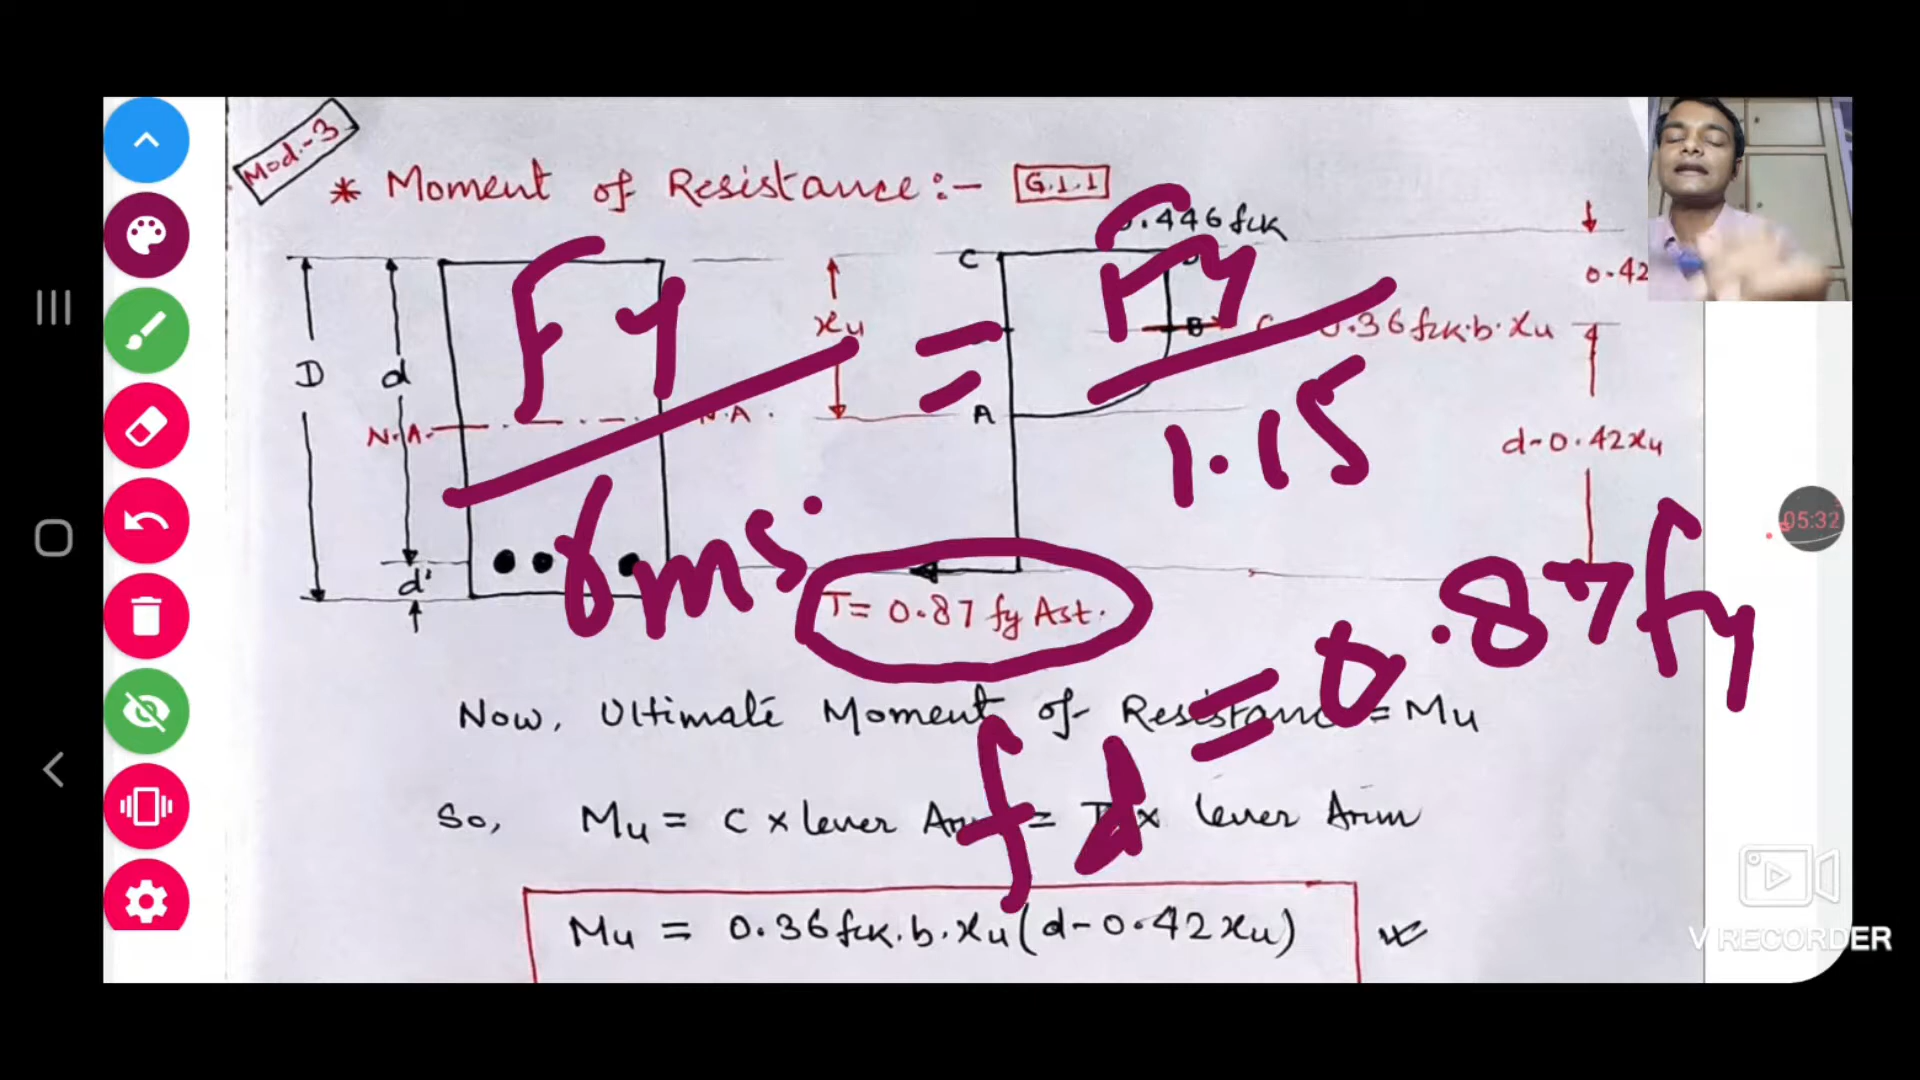 Mod.-3
* Moment of Resistance:- G.1.1
0.446 fck
C
0.42
Fy
Fy
xu
B
0.36 fck.b.xu
D
d
=
1.15
A
N.A.
N.A.
d-0.42xu
05:32
γms.
d'
T= 0.87 fy Ast.
= 0.87fy
Now, Ultimate Moment of Resistance = Mu
fd
So, Mu = C x lever Arm = T x lever Arm
Mu = 0.36 fck.b.xu(d-0.42xu)
V RECORDER